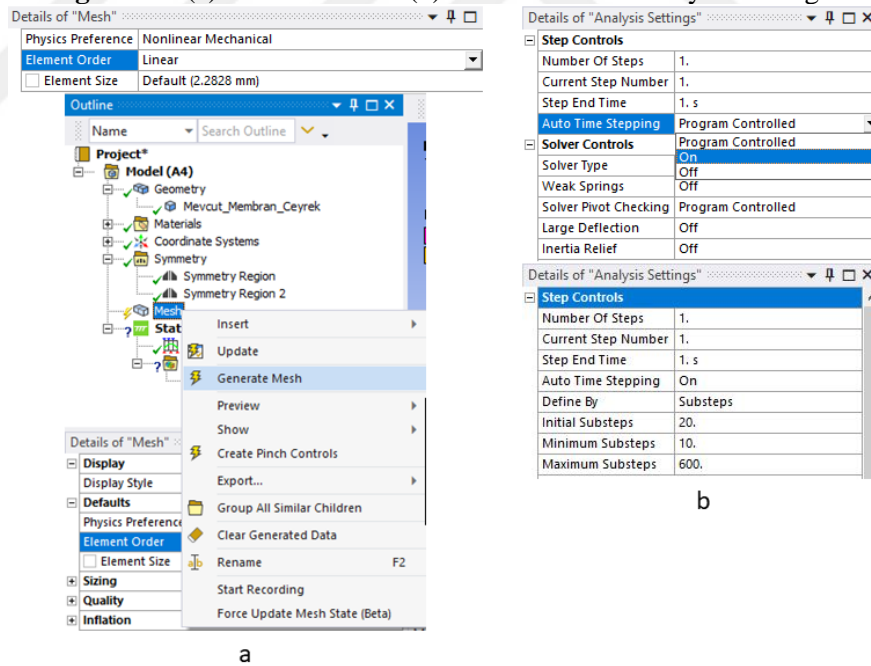 Details of "Mesh"
Physics Preference Nonlinear Mechanical
Element Order Linear
Element Size Default (2.2828 mm)
Outline
Name Search Outline
Project*
Model (A4)
Geometry
Mevcut_Membran_Ceyrek
Materials
Coordinate Systems
Symmetry
Symmetry Region
Symmetry Region 2
Mesh
Stat
Insert
Update
Generate Mesh
Preview
Show
Create Pinch Controls
Export...
Group All Similar Children
Clear Generated Data
Rename F2
Start Recording
Force Update Mesh State (Beta)
Details of "Mesh"
Display
Display Style
Defaults
Physics Preference
Element Order
Element Size
Sizing
Quality
Inflation
a
Details of "Analysis Settings"
Step Controls
Number Of Steps 1.
Current Step Number 1.
Step End Time 1. s
Auto Time Stepping Program Controlled
Solver Controls Program Controlled
On
Solver Type Off
Weak Springs Off
Solver Pivot Checking Program Controlled
Large Deflection Off
Inertia Relief Off
Details of "Analysis Settings"
Step Controls
Number Of Steps 1.
Current Step Number 1.
Step End Time 1. s
Auto Time Stepping On
Define By Substeps
Initial Substeps 20.
Minimum Substeps 10.
Maximum Substeps 600.
b